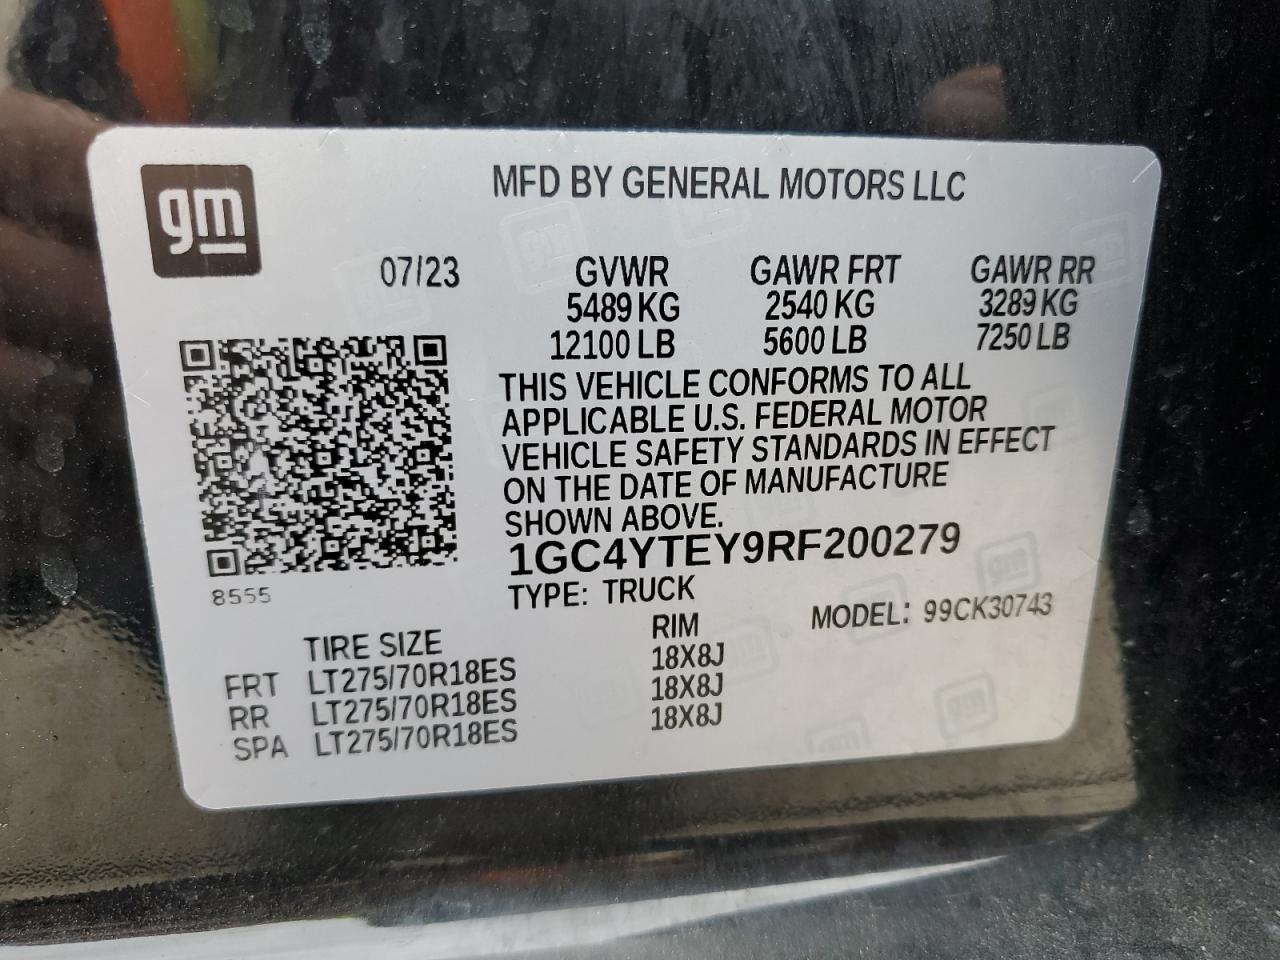 gm
MFD BY GENERAL MOTORS LLC
07/23 GVWR GAWR FRT GAWR RR
5489 KG 2540 KG 3289 KG
12100 LB 5600 LB 7250 LB
THIS VEHICLE CONFORMS TO ALL
APPLICABLE U.S. FEDERAL MOTOR
VEHICLE SAFETY STANDARDS IN EFFECT
ON THE DATE OF MANUFACTURE
SHOWN ABOVE.
1GC4YTEY9RF200279
8555
TYPE: TRUCK
MODEL: 99CK30743
TIRE SIZE RIM
FRT LT275/70R18ES 18X8J
RR LT275/70R18ES 18X8J
SPA LT275/70R18ES 18X8J